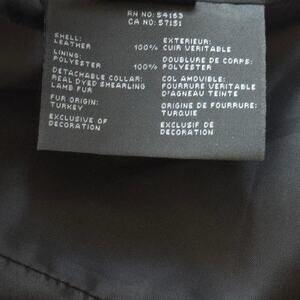 RN NO: 54163
CA NO: 57151
SHELL: EXTERIEUR:
LEATHER 100% CUIR VERITABLE
LINING: DOUBLURE DE CORPS:
POLYESTER 100% POLYESTER
DETACHABLE COLLAR: COL AMOVIBLE:
REAL DYED SHEARLING FOURRURE VERITABLE
LAMB FUR D'AGNEAU TEINTE
FUR ORIGIN: ORIGINE DE FOURRURE:
TURKEY TURQUIE
EXCLUSIVE OF EXCLUSIF DE
DECORATION DECORATION